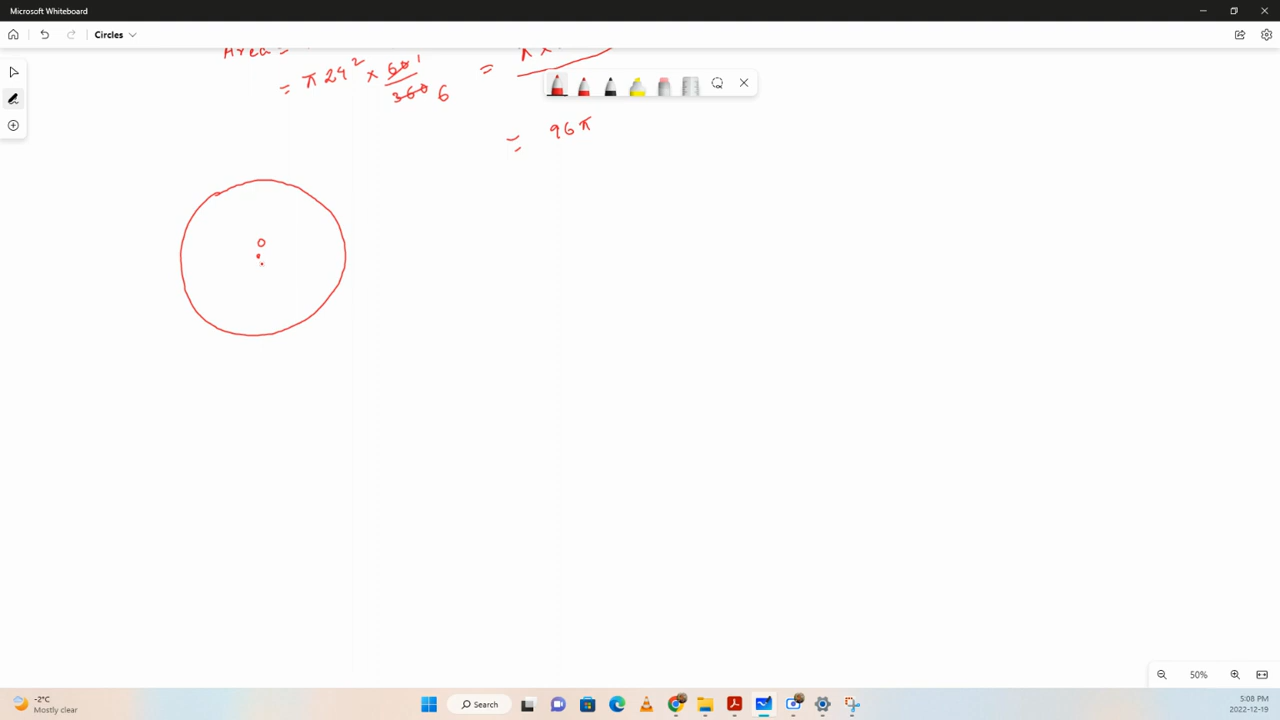 Microsoft Whiteboard
Circles
Area =
= π 24² × 60 1 / 360 6 =
= 96π
O
50%
-2°C
Mostly clear
Search
5:08 PM
2022-12-19